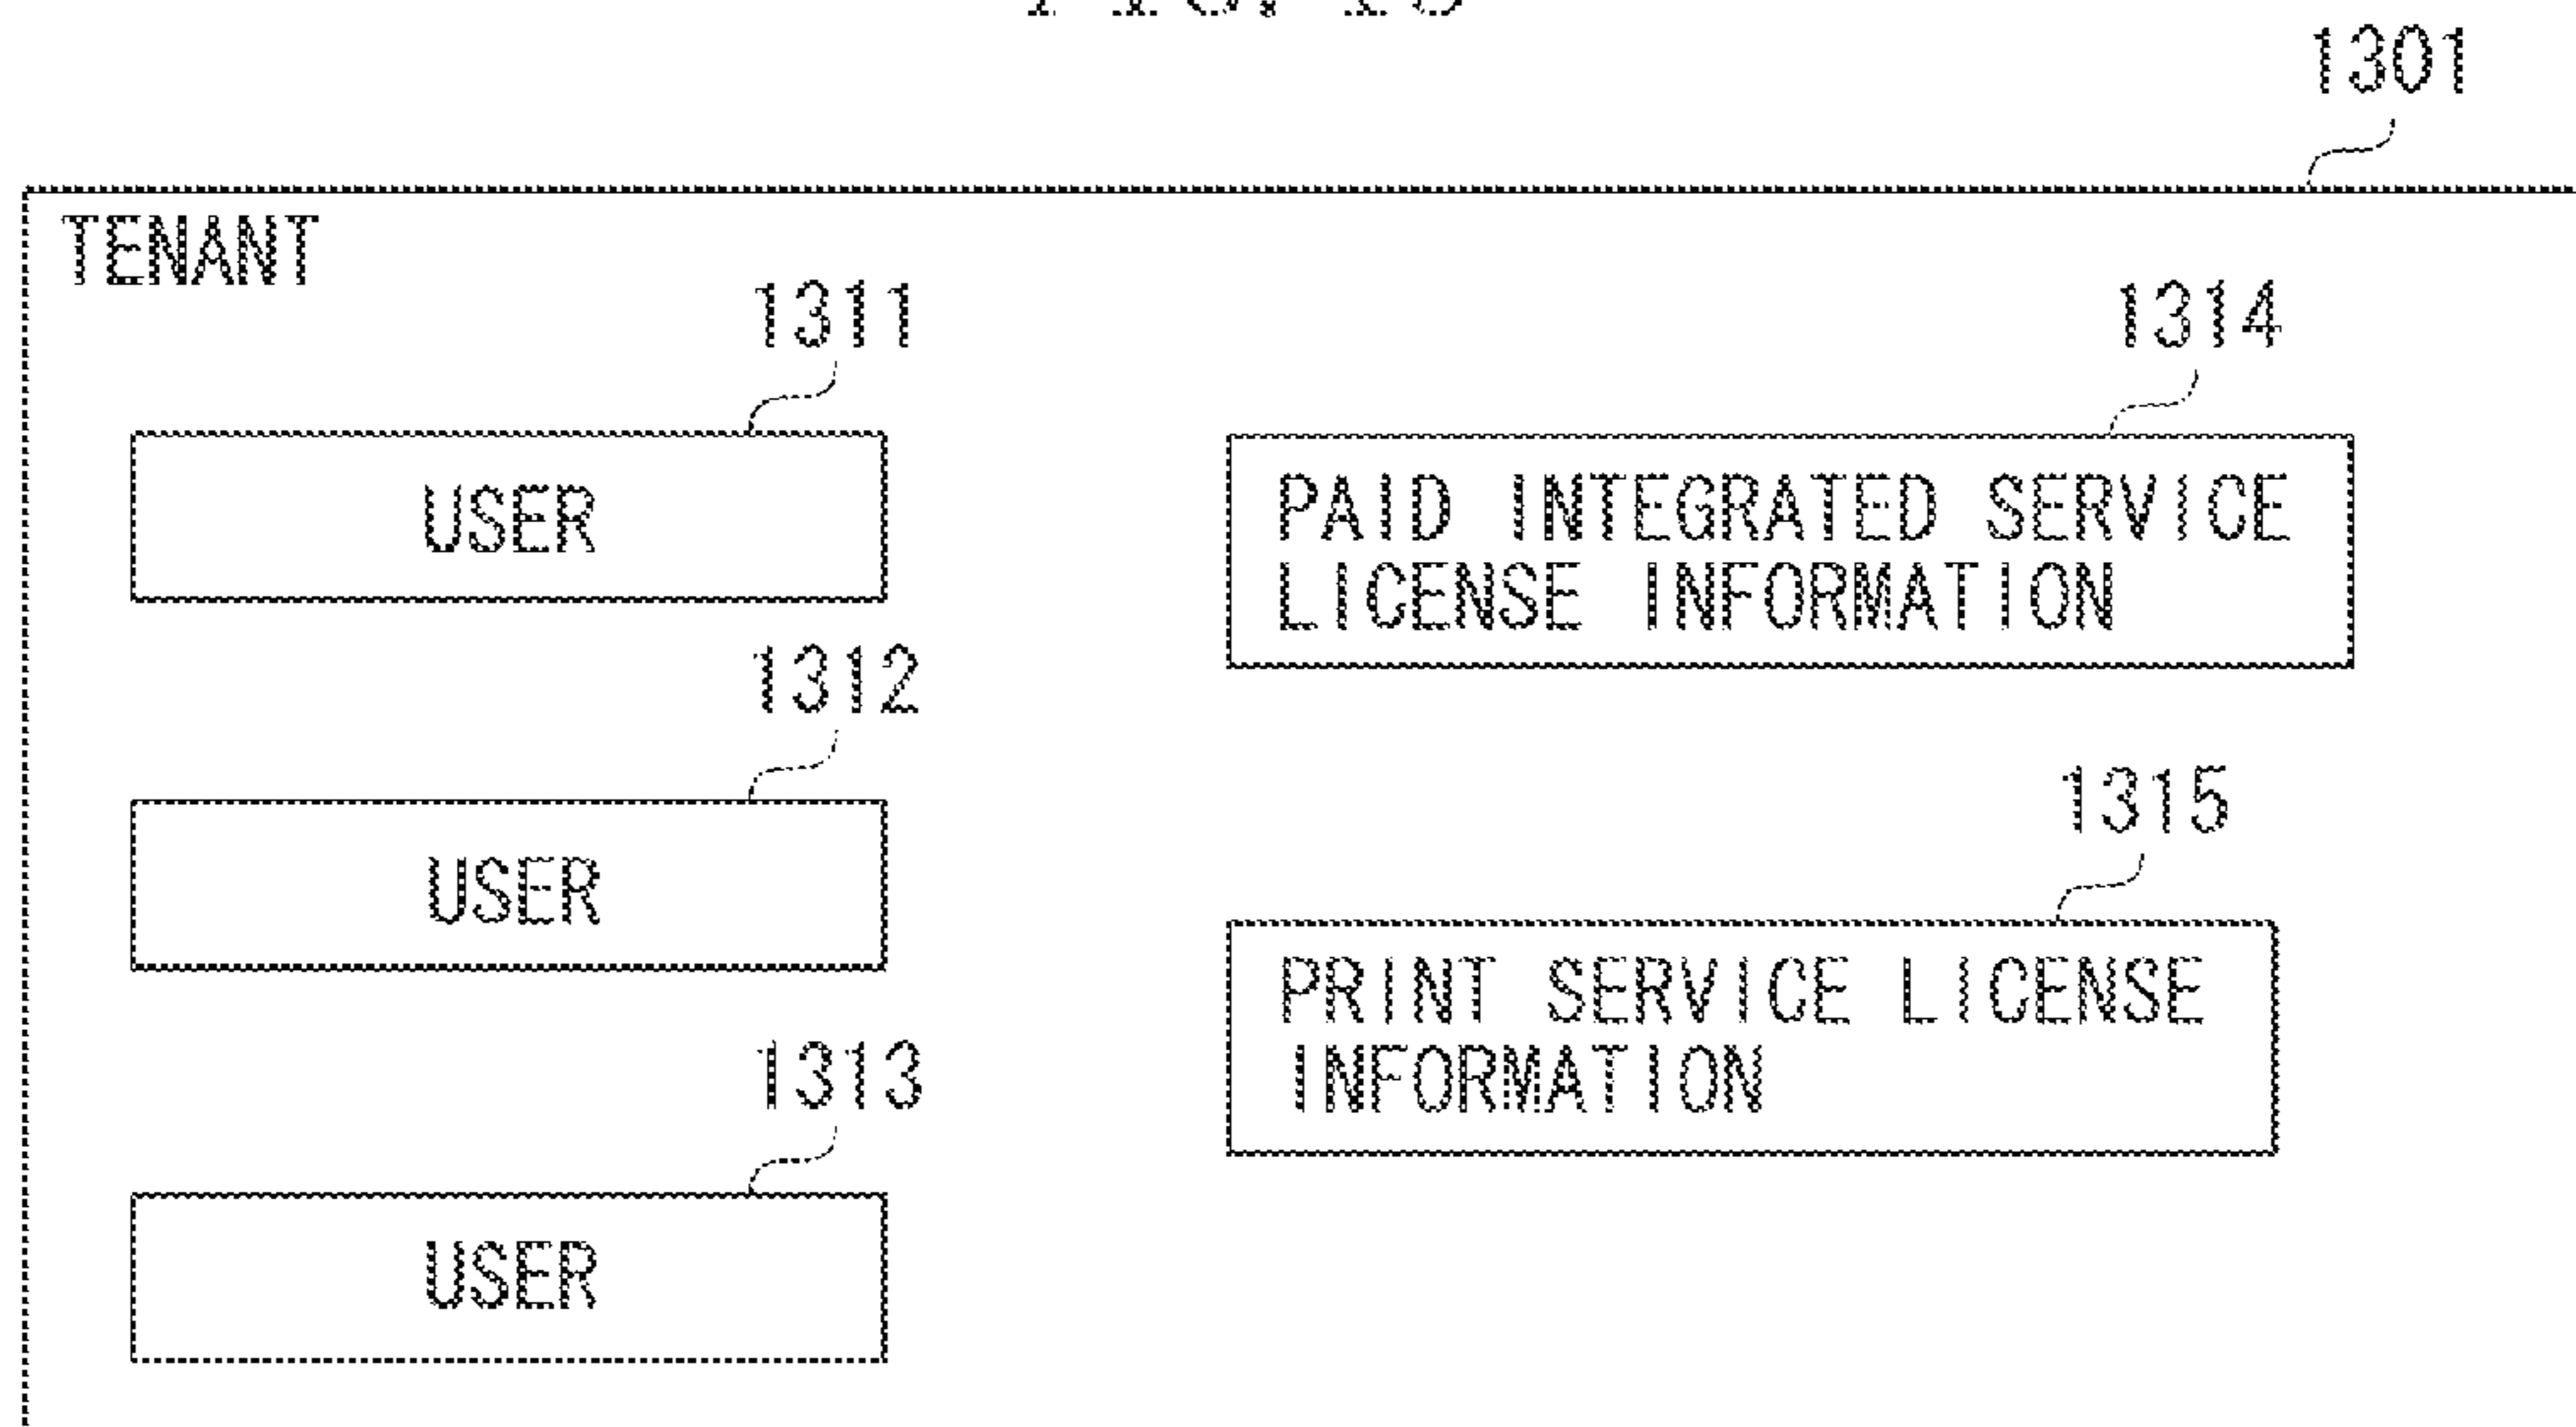 1301
TENANT
1311
USER
1312
USER
1313
USER
1314
PAID INTEGRATED SERVICE
LICENSE INFORMATION
1315
PRINT SERVICE LICENSE
INFORMATION